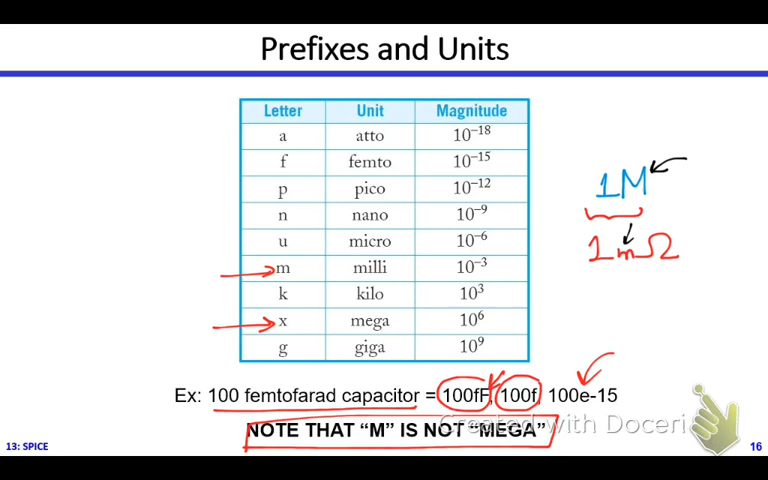 Prefixes and Units
Letter Unit Magnitude
a atto 10⁻¹⁸
f femto 10⁻¹⁵
p pico 10⁻¹²
n nano 10⁻⁹
u micro 10⁻⁶
m milli 10⁻³
k kilo 10³
x mega 10⁶
g giga 10⁹
1M
1mΩ
Ex: 100 femtofarad capacitor = 100fF, 100f, 100e-15
NOTE THAT “M” IS NOT “MEGA”
Created with Doceri
13: SPICE
16